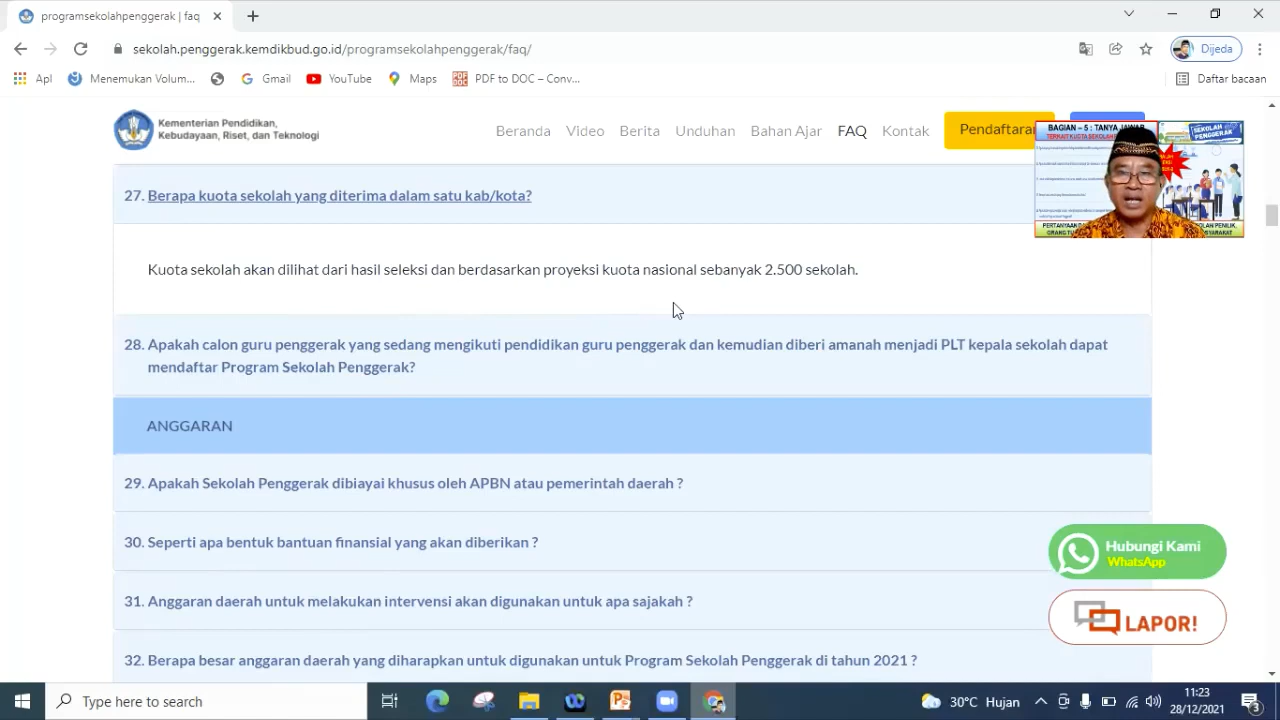 programsekolahpenggerak | faq
sekolah.penggerak.kemdikbud.go.id/programsekolahpenggerak/faq/
Dijeda
Apl
Menemukan Volum...
Gmail
YouTube
Maps
PDF to DOC – Conv...
Daftar bacaan
Kementerian Pendidikan,
Kebudayaan, Riset, dan Teknologi
Beranda
Video
Berita
Unduhan
Bahan Ajar
FAQ
Kontak
Pendaftaran
BAGIAN – 5 : TANYA JAWAB
SEKOLAH
PENGGERAK
27. Berapa kuota sekolah yang diterima dalam satu kab/kota?
Kuota sekolah akan dilihat dari hasil seleksi dan berdasarkan proyeksi kuota nasional sebanyak 2.500 sekolah.
28. Apakah calon guru penggerak yang sedang mengikuti pendidikan guru penggerak dan kemudian diberi amanah menjadi PLT kepala sekolah dapat
mendaftar Program Sekolah Penggerak?
ANGGARAN
29. Apakah Sekolah Penggerak dibiayai khusus oleh APBN atau pemerintah daerah ?
30. Seperti apa bentuk bantuan finansial yang akan diberikan ?
31. Anggaran daerah untuk melakukan intervensi akan digunakan untuk apa sajakah ?
32. Berapa besar anggaran daerah yang diharapkan untuk digunakan untuk Program Sekolah Penggerak di tahun 2021 ?
Hubungi Kami
WhatsApp
LAPOR!
Type here to search
30°C Hujan
11:23
28/12/2021
3